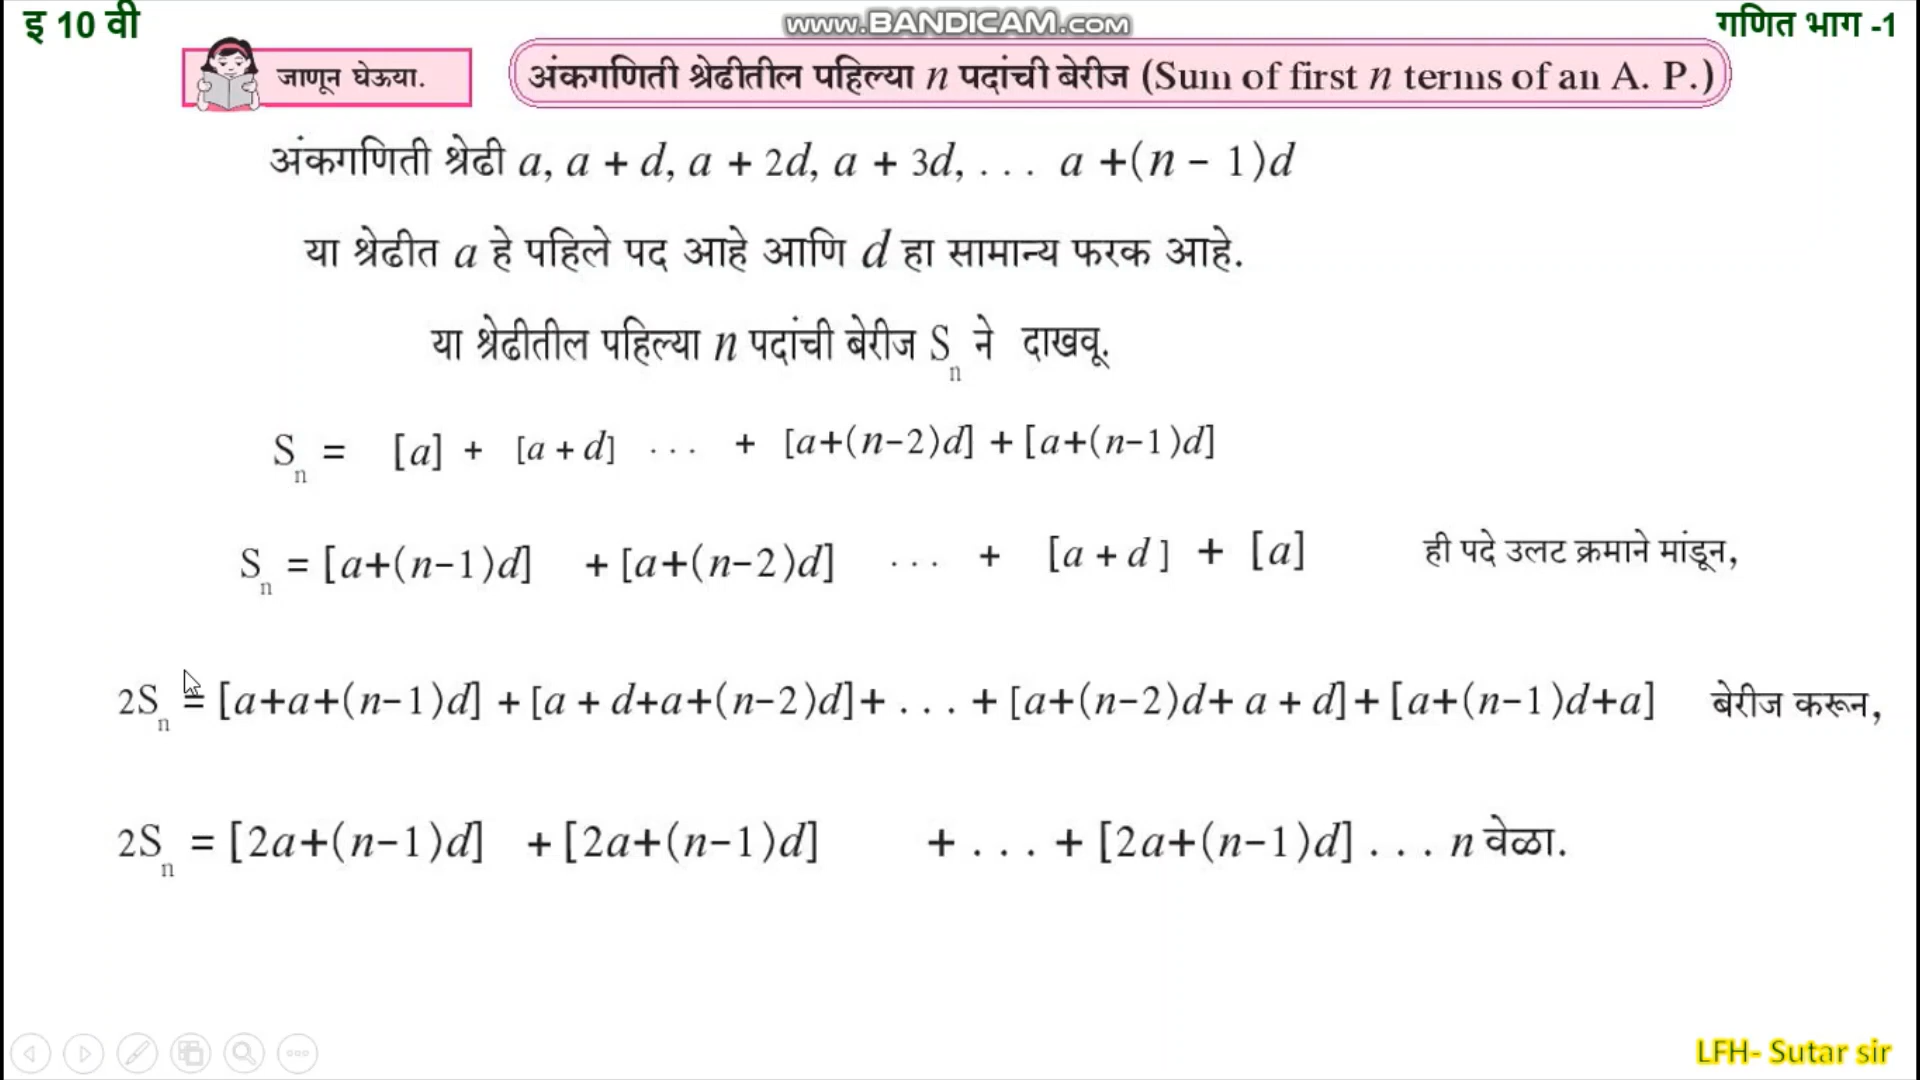 इ 10 वी
www.BANDICAM.com
गणित भाग -1
जाणून घेऊया.
अंकगणिती श्रेढीतील पहिल्या n पदांची बेरीज (Sum of first n terms of an A. P.)
अंकगणिती श्रेढी a, a + d, a + 2d, a + 3d, . . . a +(n - 1)d
या श्रेढीत a हे पहिले पद आहे आणि d हा सामान्य फरक आहे.
या श्रेढीतील पहिल्या n पदांची बेरीज Sn ने दाखवू.
Sn = [a] + [a + d] . . . + [a+(n-2)d] + [a+(n-1)d]
Sn = [a+(n-1)d] + [a+(n-2)d] . . . + [a + d ] + [a] ही पदे उलट क्रमाने मांडून,
2Sn = [a+a+(n-1)d] + [a + d+a+(n-2)d]+ . . . + [a+(n-2)d+ a + d]+ [a+(n-1)d+a] बेरीज करून,
2Sn = [2a+(n-1)d] + [2a+(n-1)d] + . . . + [2a+(n-1)d] . . . n वेळा.
LFH- Sutar sir